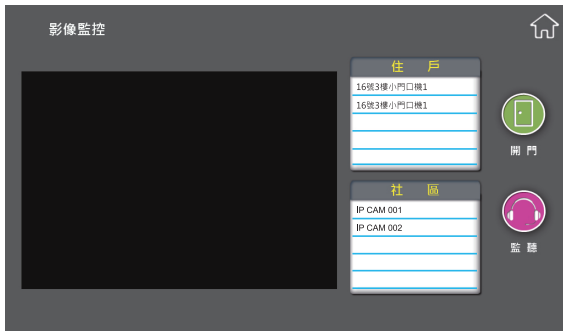 影像監控
住 戶
16號3樓小門口機1
16號3樓小門口機1
開 門
社 區
IP CAM 001
IP CAM 002
監 聽